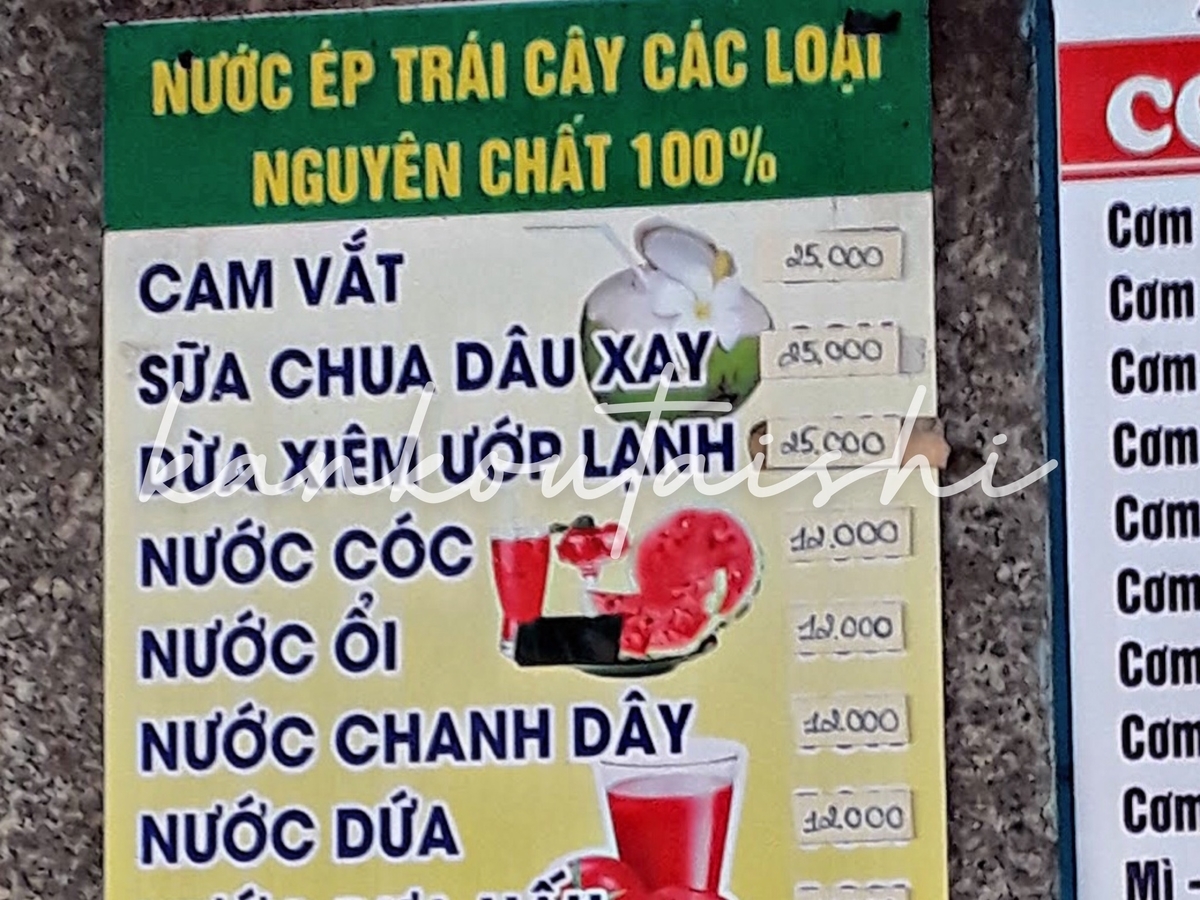 NƯỚC ÉP TRÁI CÂY CÁC LOẠI
NGUYÊN CHẤT 100%
CAM VẮT 25.000
SỮA CHUA DÂU XAY 25.000
DỪA XIÊM ƯỚP LẠNH 25.000
NƯỚC CÓC 12.000
NƯỚC ỔI 12.000
NƯỚC CHANH DÂY 12.000
NƯỚC DỨA 12000
kankoutaishi
Cơm
Cơm
Cơm
Cơm
Cơm
Cơm
Cơm
Cơm
Cơm
Mì -